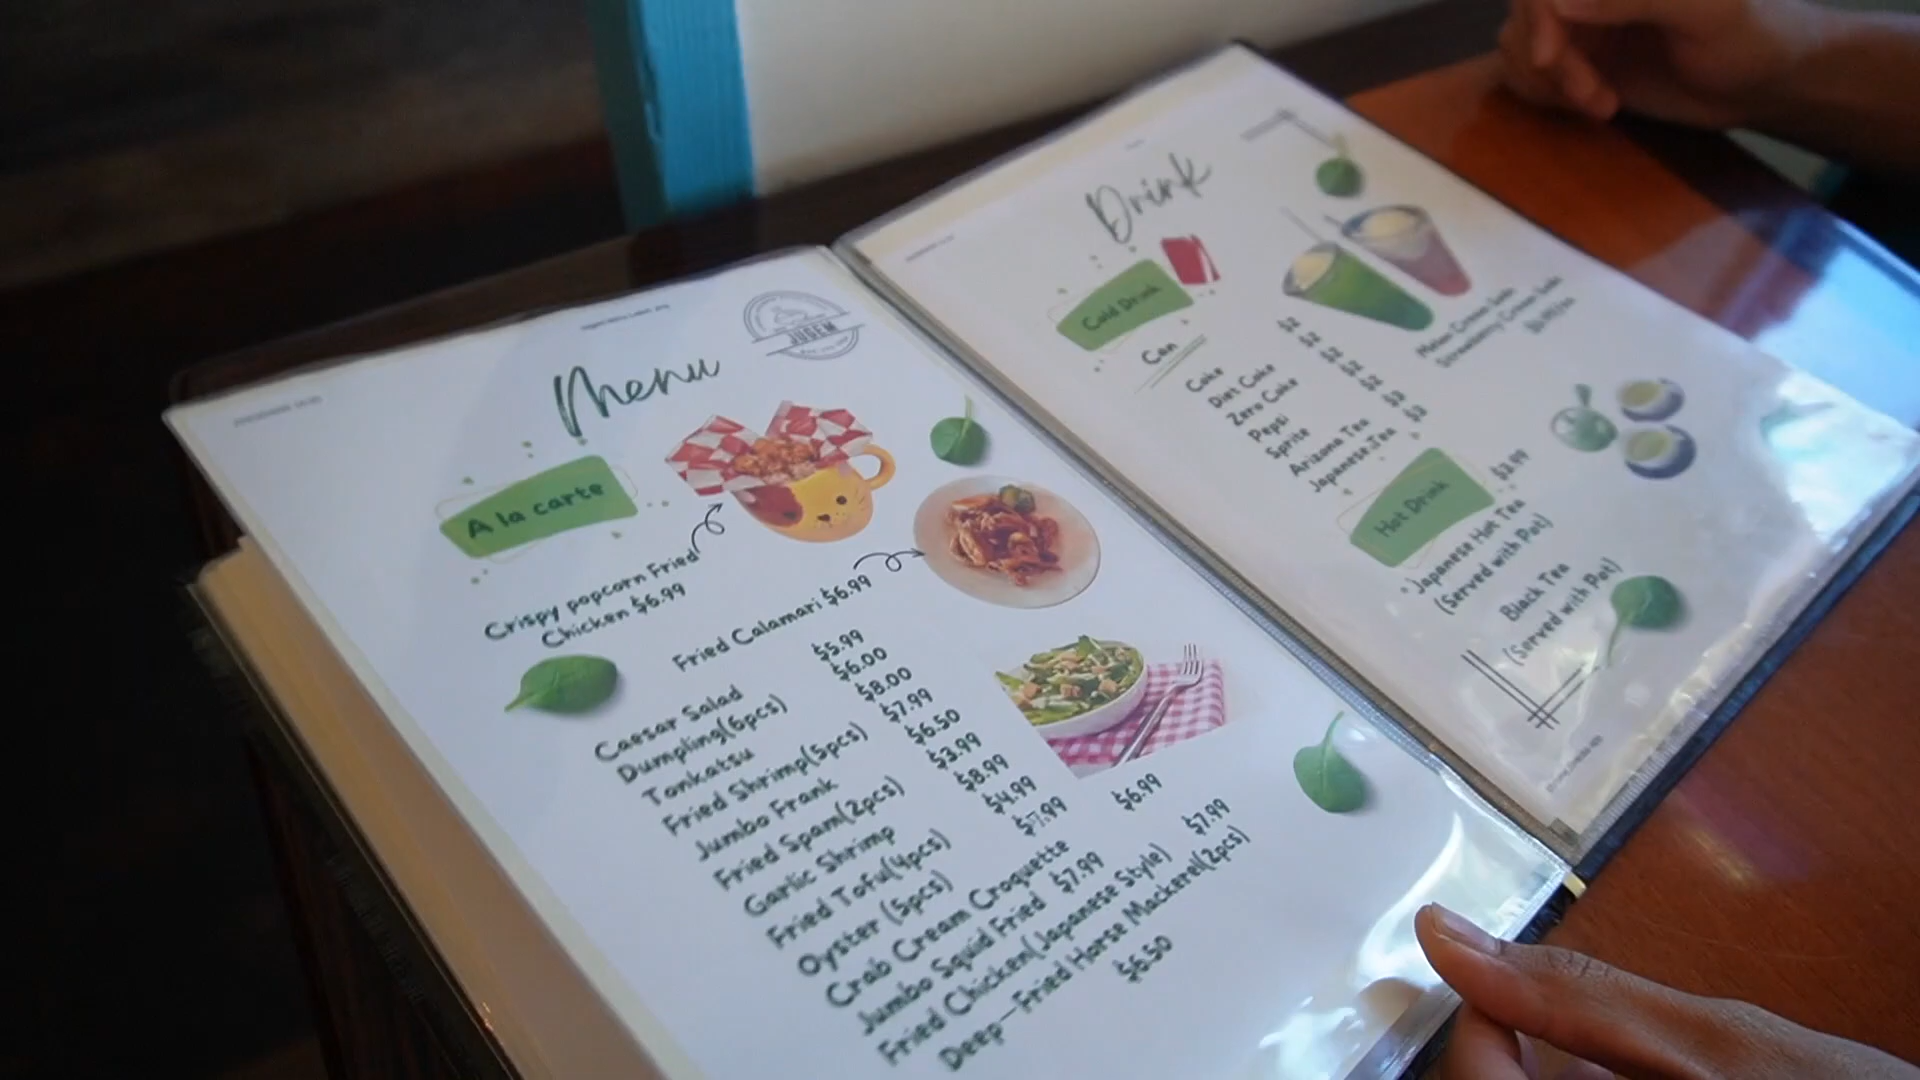 JUGEM
Menu
A la carte
Crispy popcorn Fried
Chicken $6.99
Fried Calamari $6.99
Caesar Salad $5.99
Dumpling(6pcs) $6.00
Tonkatsu $8.00
Fried Shrimp(5pcs) $7.99
Jumbo Frank $6.50
Fried Spam(2pcs) $3.99
Garlic Shrimp $8.99
Fried Tofu(4pcs) $4.99
Oyster (5pcs) $7.99
Crab Cream Croquette $6.99
Jumbo Squid Fried $7.99
Fried Chicken(Japanese Style) $7.99
Deep-Fried Horse Mackerel(2pcs)
$6.50
Drink
Cold Drink
Can
Coke $2
Diet Coke $2
Zero Coke $2
Pepsi $2
Sprite $2
Arizona Tea $3
Japanese Tea $3
Melon Cream Soda
Strawberry Cream Soda
Hot Drink
$3.99
Japanese Hot Tea
(Served with Pot)
Black Tea
(Served with Pot)